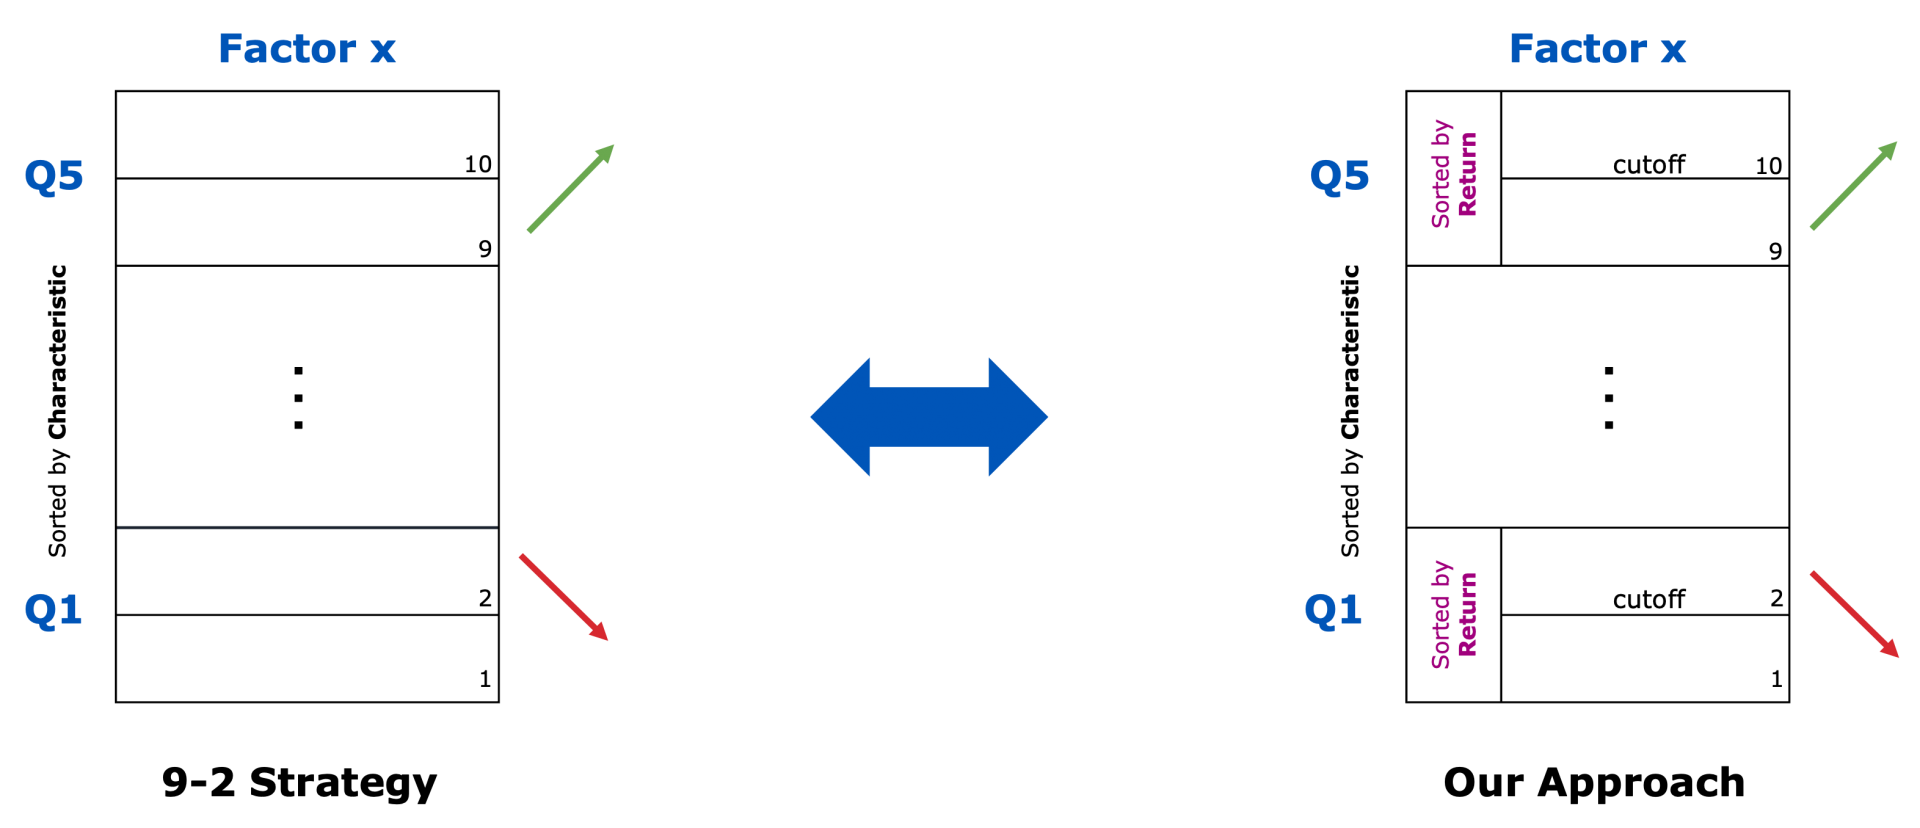 Factor x
10
Q5
9
Sorted by Characteristic
2
Q1
1
9-2 Strategy
Factor x
Sorted by
Return
cutoff 10
Q5
9
Sorted by Characteristic
Sorted by
Return
cutoff 2
Q1
1
Our Approach